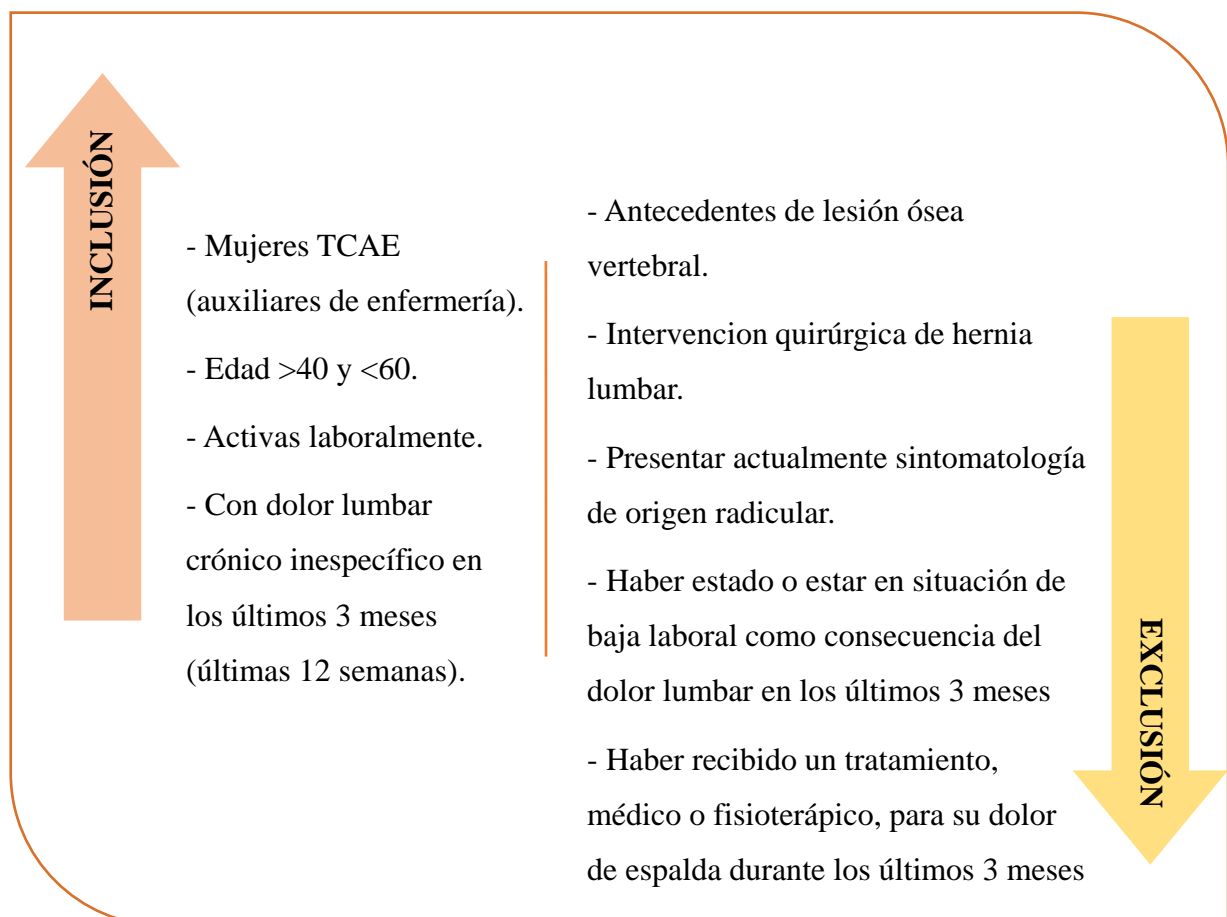 INCLUSIÓN
- Mujeres TCAE
(auxiliares de enfermería).
- Edad >40 y <60.
- Activas laboralmente.
- Con dolor lumbar
crónico inespecífico en
los últimos 3 meses
(últimas 12 semanas).
- Antecedentes de lesión ósea
vertebral.
- Intervencion quirúrgica de hernia
lumbar.
- Presentar actualmente sintomatología
de origen radicular.
- Haber estado o estar en situación de
baja laboral como consecuencia del
dolor lumbar en los últimos 3 meses
- Haber recibido un tratamiento,
médico o fisioterápico, para su dolor
de espalda durante los últimos 3 meses
EXCLUSIÓN